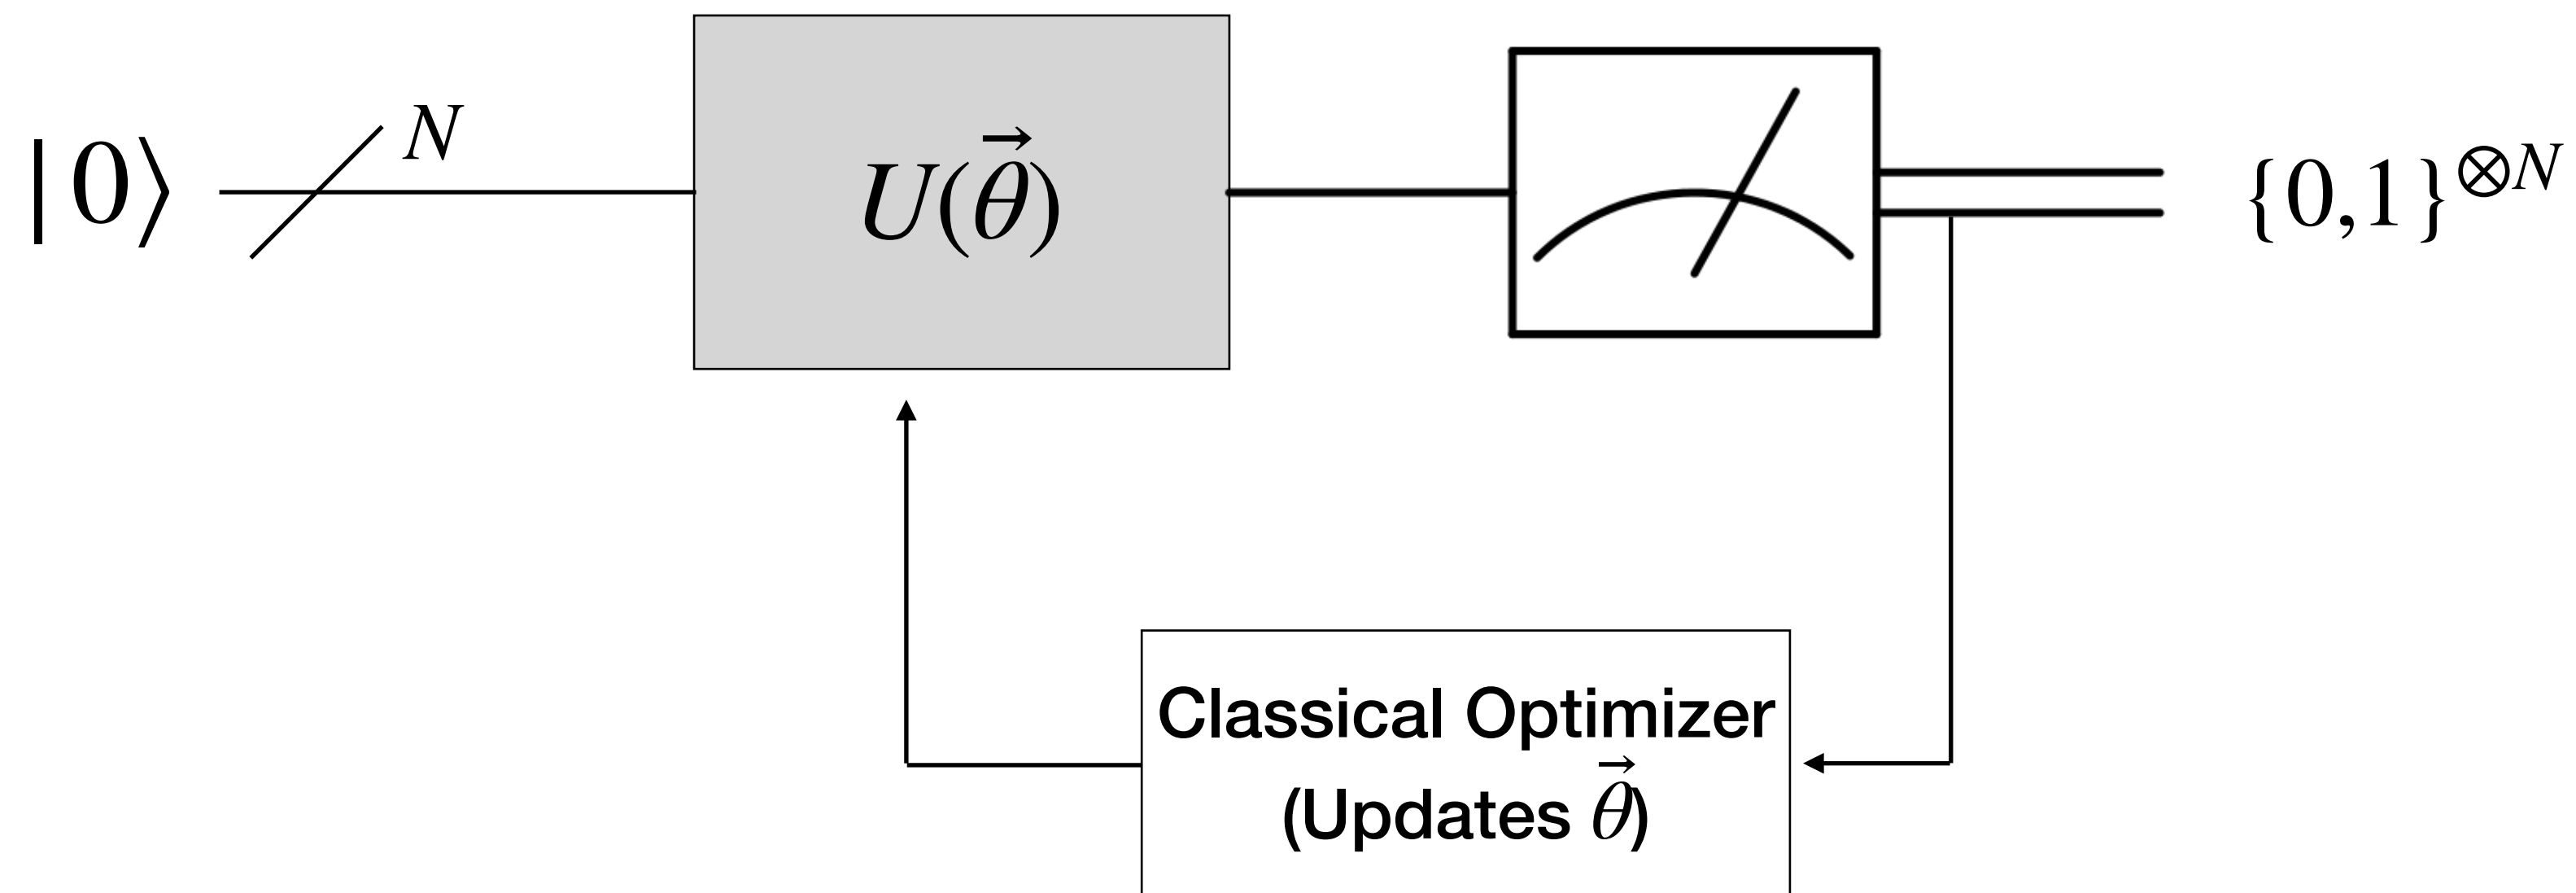 |0⟩
N
U(θ⃗)
{0,1}⊗N
Classical Optimizer
(Updates θ⃗)